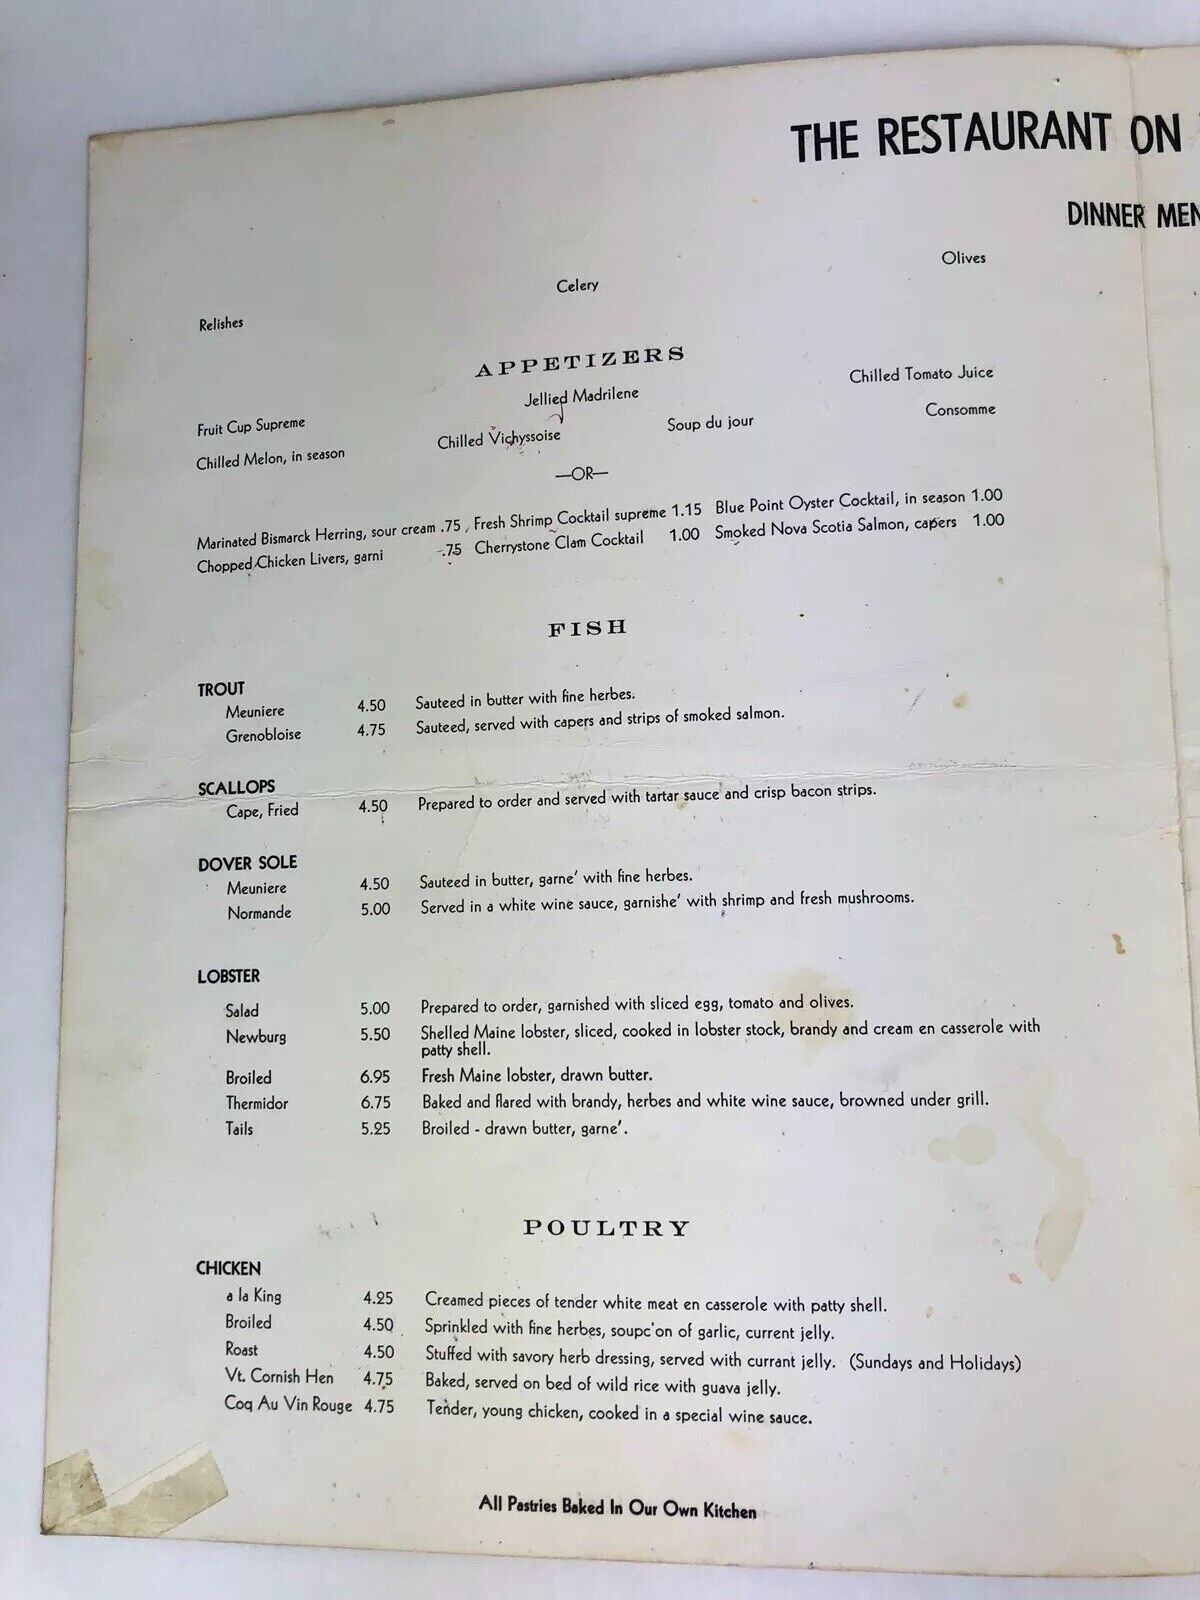 THE RESTAURANT ON
DINNER MEN
Relishes Celery Olives
APPETIZERS
Fruit Cup Supreme Jellied Madrilene Chilled Tomato Juice
Chilled Melon, in season Chilled Vichyssoise Soup du jour Consomme
—OR—
Marinated Bismarck Herring, sour cream .75 Fresh Shrimp Cocktail supreme 1.15 Blue Point Oyster Cocktail, in season 1.00
Chopped Chicken Livers, garni .75 Cherrystone Clam Cocktail 1.00 Smoked Nova Scotia Salmon, capers 1.00
FISH
TROUT
Meuniere 4.50 Sauteed in butter with fine herbes.
Grenobloise 4.75 Sauteed, served with capers and strips of smoked salmon.
SCALLOPS
Cape, Fried 4.50 Prepared to order and served with tartar sauce and crisp bacon strips.
DOVER SOLE
Meuniere 4.50 Sauteed in butter, garne' with fine herbes.
Normande 5.00 Served in a white wine sauce, garnishe' with shrimp and fresh mushrooms.
LOBSTER
Salad 5.00 Prepared to order, garnished with sliced egg, tomato and olives.
Newburg 5.50 Shelled Maine lobster, sliced, cooked in lobster stock, brandy and cream en casserole with
patty shell.
Broiled 6.95 Fresh Maine lobster, drawn butter.
Thermidor 6.75 Baked and flared with brandy, herbes and white wine sauce, browned under grill.
Tails 5.25 Broiled - drawn butter, garne'.
POULTRY
CHICKEN
a la King 4.25 Creamed pieces of tender white meat en casserole with patty shell.
Broiled 4.50 Sprinkled with fine herbes, soupc'on of garlic, current jelly.
Roast 4.50 Stuffed with savory herb dressing, served with currant jelly. (Sundays and Holidays)
Vt. Cornish Hen 4.75 Baked, served on bed of wild rice with guava jelly.
Coq Au Vin Rouge 4.75 Tender, young chicken, cooked in a special wine sauce.
All Pastries Baked In Our Own Kitchen